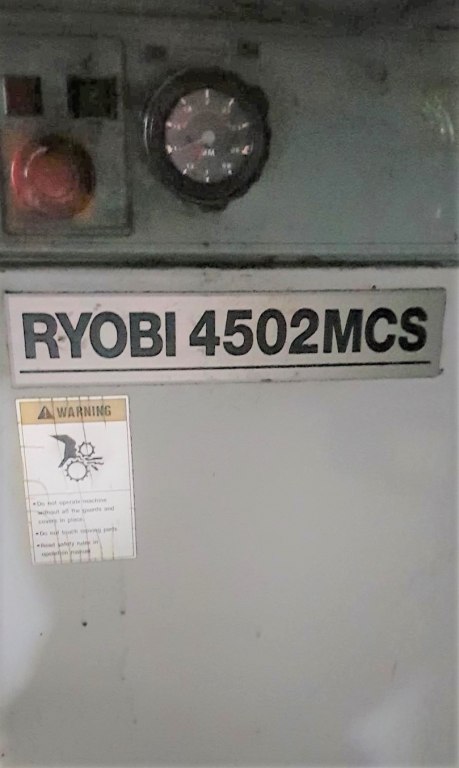 RYOBI 4502MCS
WARNING
•Do not operate machine
without all the guards and
covers in place.
•Do not touch moving parts
•Read safety rules in
operation manual